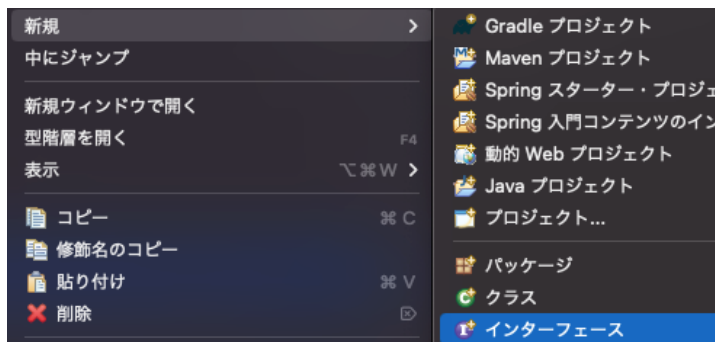 新規
中にジャンプ
新規ウィンドウで開く
型階層を開く F4
表示 ⌥⌘W
コピー ⌘C
修飾名のコピー
貼り付け ⌘V
削除 ⌦
Gradle プロジェクト
Maven プロジェクト
Spring スターター・プロジェ
Spring 入門コンテンツのイン
動的 Web プロジェクト
Java プロジェクト
プロジェクト...
パッケージ
クラス
インターフェース